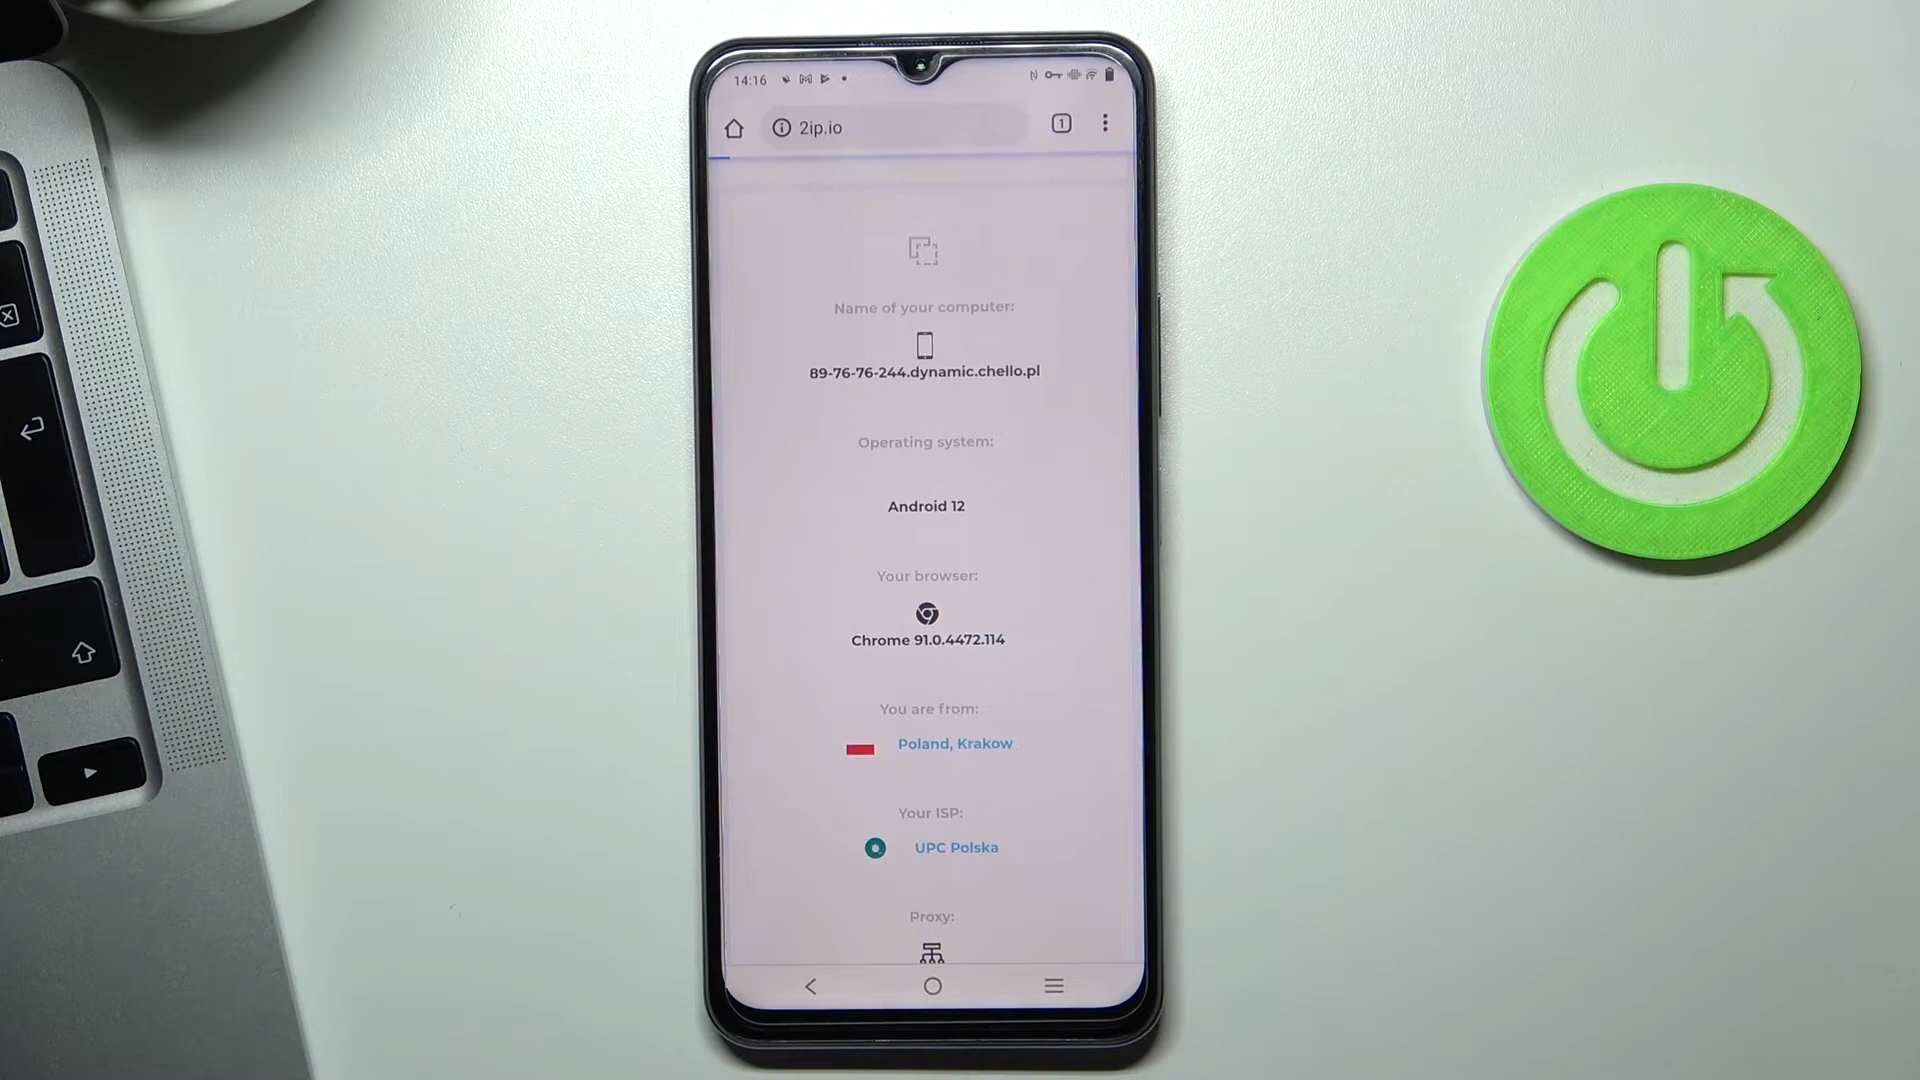 14:16
2ip.io
1
Name of your computer:
89-76-76-244.dynamic.chello.pl
Operating system:
Android 12
Your browser:
Chrome 91.0.4472.114
You are from:
Poland, Krakow
Your ISP:
UPC Polska
Proxy: